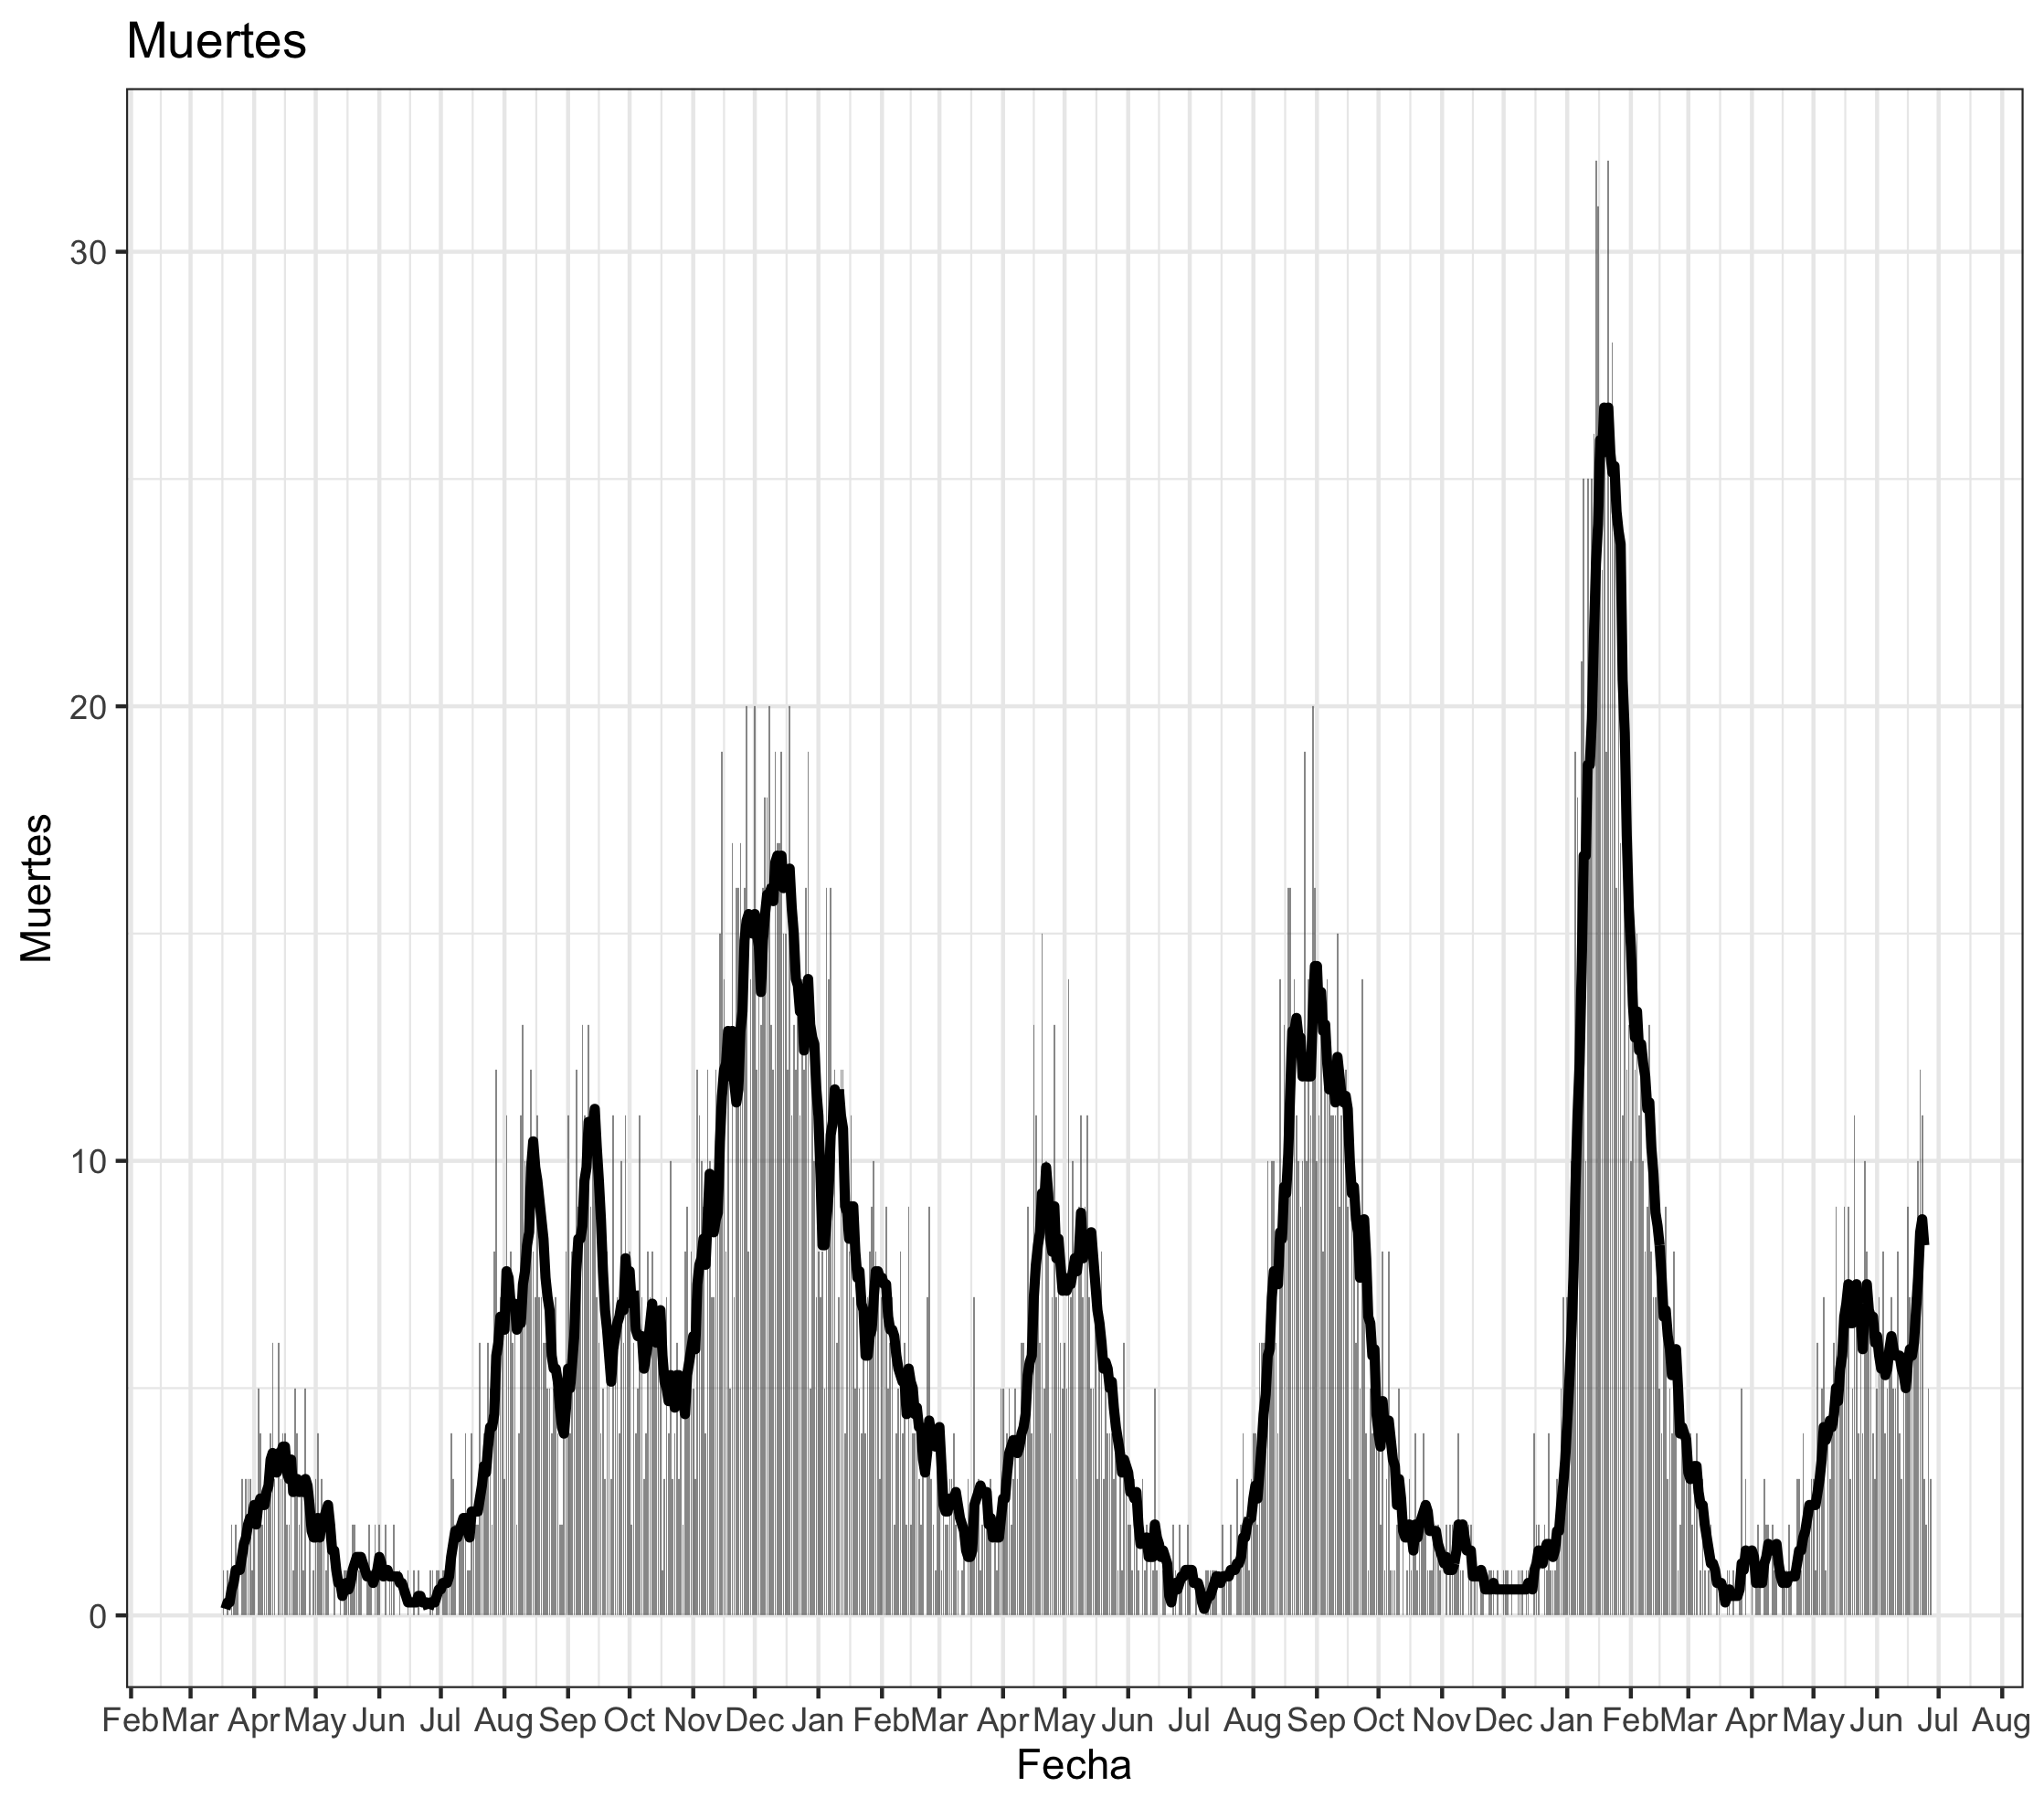 Muertes
Muertes
30
20
10
0
Feb Mar Apr May Jun Jul Aug Sep Oct Nov Dec Jan Feb Mar Apr May Jun Jul Aug Sep Oct Nov Dec Jan Feb Mar Apr May Jun Jul Aug
Fecha